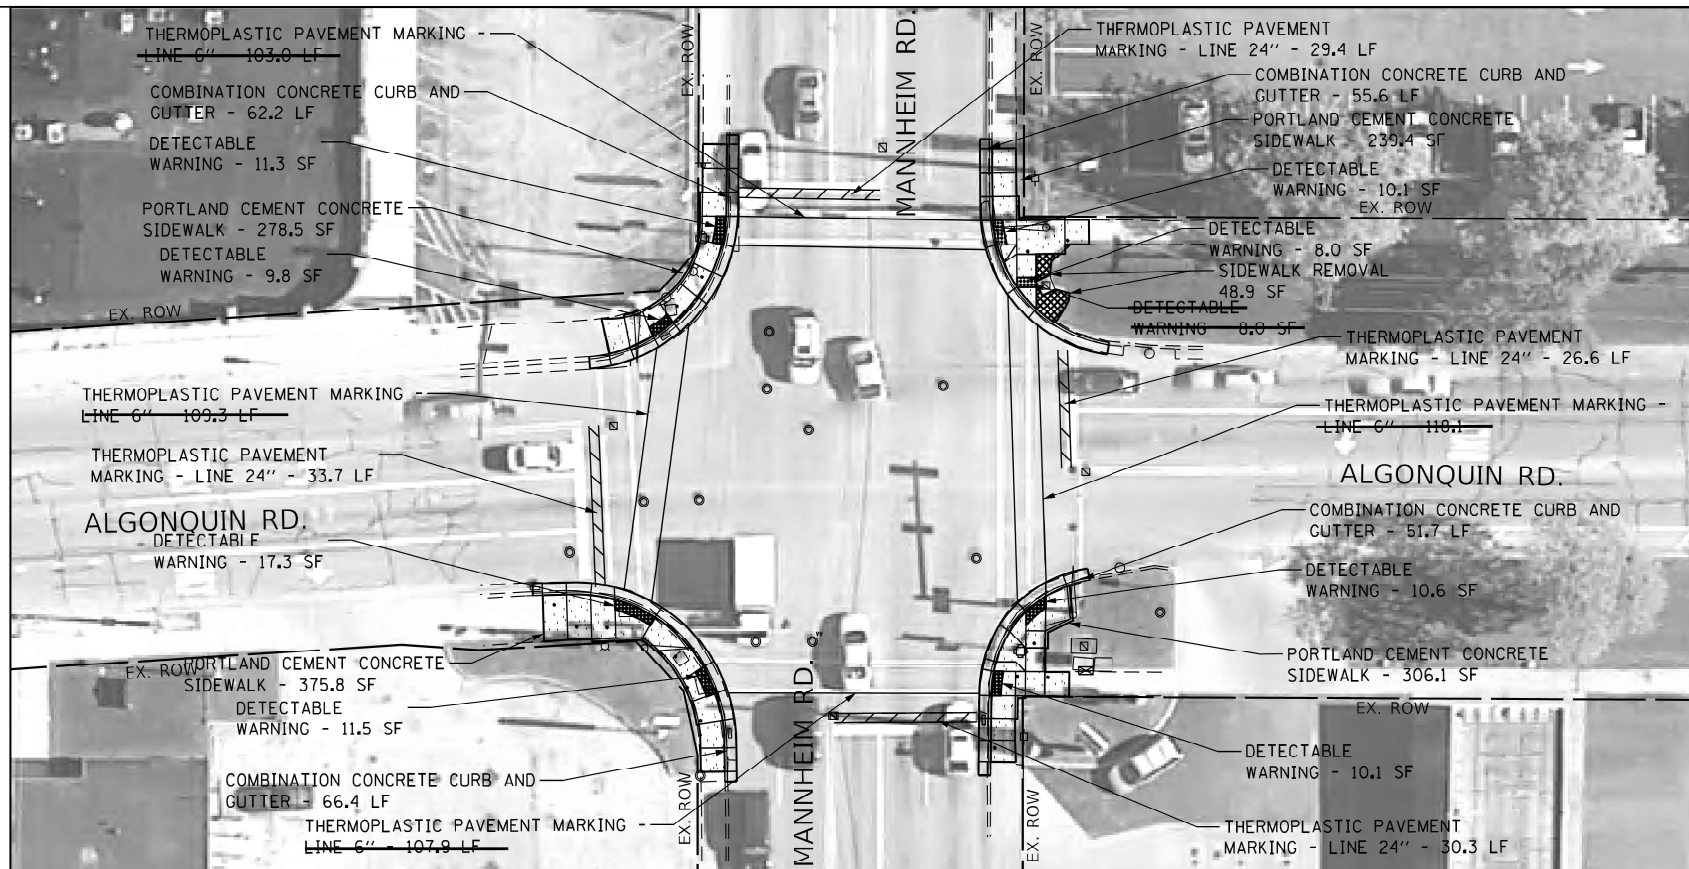 THERMOPLASTIC PAVEMENT MARKING -
LINE 6" 103.0 LF
COMBINATION CONCRETE CURB AND
GUTTER - 62.2 LF
DETECTABLE
WARNING - 11.3 SF
PORTLAND CEMENT CONCRETE
SIDEWALK - 278.5 SF
DETECTABLE
WARNING - 9.8 SF
EX. ROW
THERMOPLASTIC PAVEMENT MARKING -
LINE 6" 109.3 LF
THERMOPLASTIC PAVEMENT
MARKING - LINE 24" - 33.7 LF
ALGONQUIN RD.
DETECTABLE
WARNING - 17.3 SF
EX. ROW
PORTLAND CEMENT CONCRETE
SIDEWALK - 375.8 SF
DETECTABLE
WARNING - 11.5 SF
COMBINATION CONCRETE CURB AND
GUTTER - 66.4 LF
THERMOPLASTIC PAVEMENT MARKING -
LINE 6" - 107.9 LF
EX. ROW
MANNHEIM RD.
EX. ROW
THERMOPLASTIC PAVEMENT
MARKING - LINE 24" - 29.4 LF
COMBINATION CONCRETE CURB AND
GUTTER - 55.6 LF
PORTLAND CEMENT CONCRETE
SIDEWALK - 239.4 SF
DETECTABLE
WARNING - 10.1 SF
EX. ROW
DETECTABLE
WARNING - 8.0 SF
SIDEWALK REMOVAL
48.9 SF
DETECTABLE
WARNING 8.0 SF
THERMOPLASTIC PAVEMENT
MARKING - LINE 24" - 26.6 LF
THERMOPLASTIC PAVEMENT MARKING -
LINE 6" 118.1
ALGONQUIN RD.
COMBINATION CONCRETE CURB AND
GUTTER - 51.7 LF
DETECTABLE
WARNING - 10.6 SF
PORTLAND CEMENT CONCRETE
SIDEWALK - 306.1 SF
EX. ROW
DETECTABLE
WARNING - 10.1 SF
THERMOPLASTIC PAVEMENT
MARKING - LINE 24" - 30.3 LF
EX. ROW
MANNHEIM RD.
EX. ROW